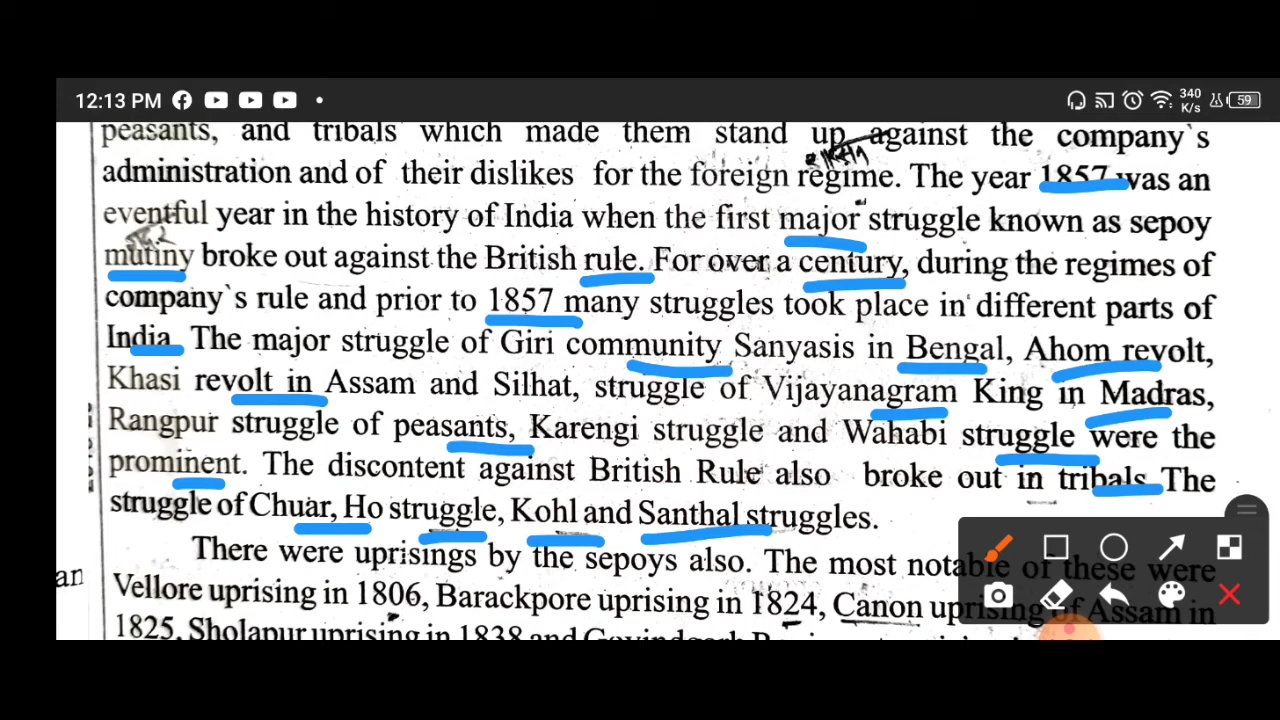 12:13 PM
340
K/s
59
peasants, and tribals which made them stand up against the company`s
administration and of their dislikes for the foreign regime. The year 1857 was an
eventful year in the history of India when the first major struggle known as sepoy
mutiny broke out against the British rule. For over a century, during the regimes of
company`s rule and prior to 1857 many struggles took place in different parts of
India. The major struggle of Giri community Sanyasis in Bengal, Ahom revolt,
Khasi revolt in Assam and Silhat, struggle of Vijayanagram King in Madras,
Rangpur struggle of peasants, Karengi struggle and Wahabi struggle were the
prominent. The discontent against British Rule also broke out in tribals The
struggle of Chuar, Ho struggle, Kohl and Santhal struggles.
There were uprisings by the sepoys also. The most notable of these were
an
Vellore uprising in 1806, Barackpore uprising in 1824, Canon uprising of Assam in
1825, Sholapur uprising in 1838 and Govindgarh